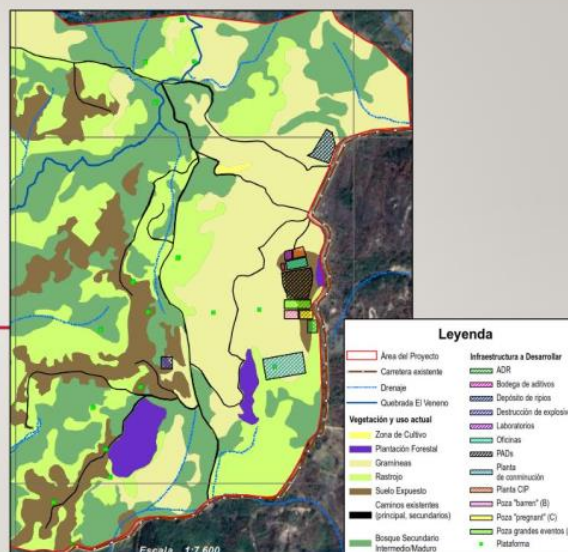 Leyenda
Área del Proyecto
Carretera existente
Drenaje
Quebrada El Veneno
Vegetación y uso actual
Zona de Cultivo
Plantación Forestal
Gramíneas
Rastrojo
Suelo Expuesto
Caminos existentes
(principal, secundarios)
Bosque Secundario
Intermedio/Maduro
Infraestructura a Desarrollar
ADR
Bodega de aditivos
Depósito de ripios
Destrucción de explosiv
Laboratorios
Oficinas
PADs
Planta
de conminución
Planta CIP
Poza "barren" (B)
Poza "pregnant" (C)
Poza grandes eventos (
Plataforma
Escala 1:7,600